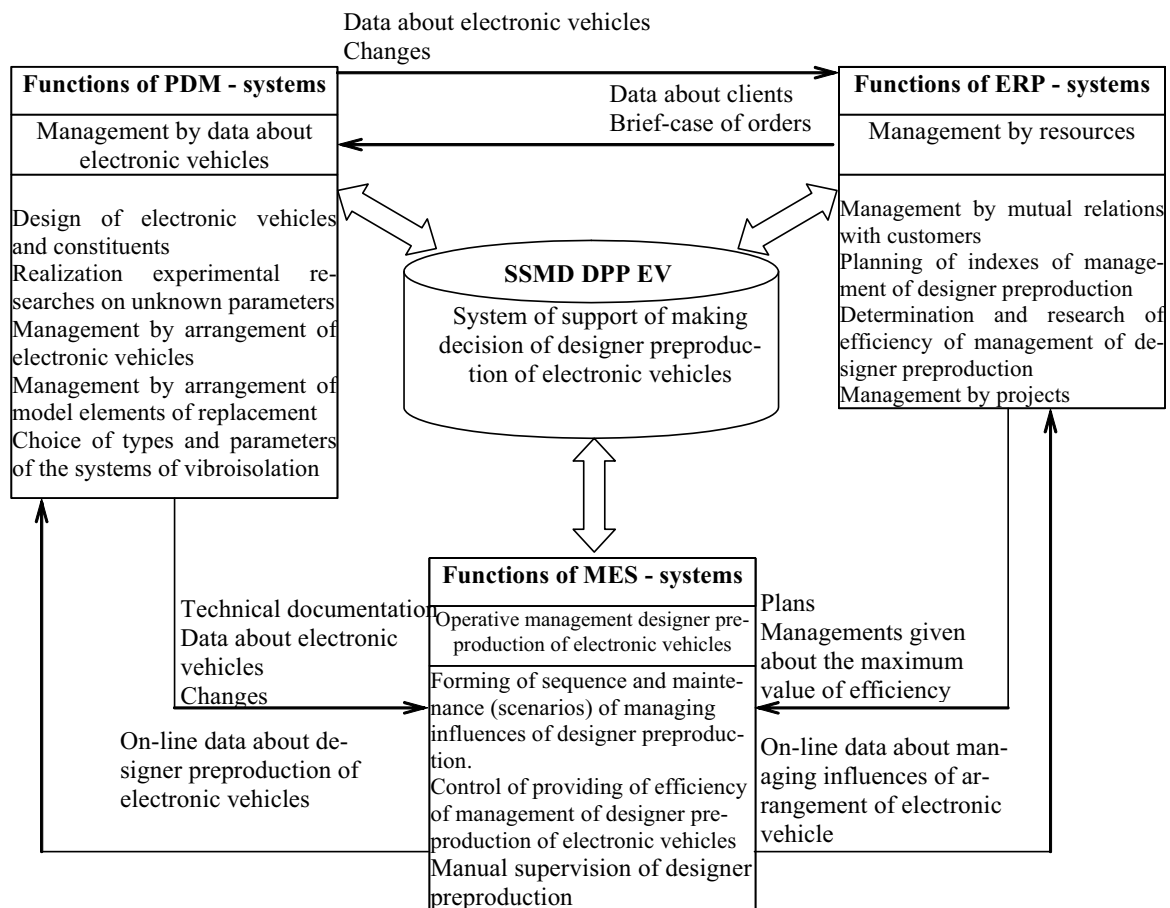 Data about electronic vehicles
Changes
Functions of PDM - systems
Management by data about
electronic vehicles
Design of electronic vehicles
and constituents
Realization experimental re-
searches on unknown parameters
Management by arrangement of
electronic vehicles
Management by arrangement of
model elements of replacement
Choice of types and parameters
of the systems of vibroisolation
Data about clients
Brief-case of orders
Functions of ERP - systems
Management by resources
Management by mutual relations
with customers
Planning of indexes of manage-
ment of designer preproduction
Determination and research of
efficiency of management of de-
signer preproduction
Management by projects
SSMD DPP EV
System of support of making
decision of designer preproduc-
tion of electronic vehicles
Technical documentation
Data about electronic
vehicles
Changes
On-line data about de-
signer preproduction of
electronic vehicles
Functions of MES - systems
Operative management designer pre-
production of electronic vehicles
Forming of sequence and mainte-
nance (scenarios) of managing
influences of designer preproduc-
tion.
Control of providing of efficiency
of management of designer pre-
production of electronic vehicles
Manual supervision of designer
preproduction
Plans
Managements given
about the maximum
value of efficiency
On-line data about man-
aging influences of ar-
rangement of electronic
vehicle